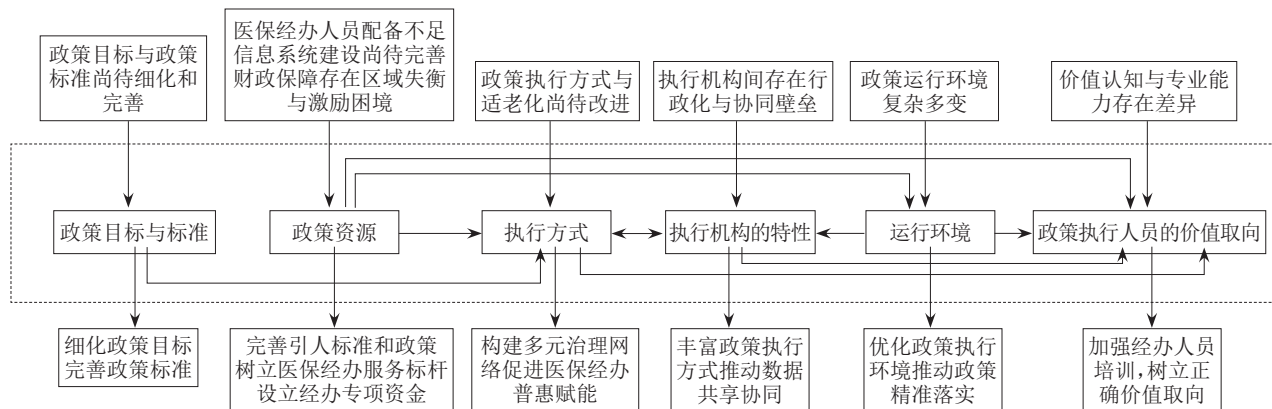 政策目标与政策
标准尚待细化和
完善
医保经办人员配备不足
信息系统建设尚待完善
财政保障存在区域失衡
与激励困境
政策执行方式与
适老化尚待改进
执行机构间存在行
政化与协同壁垒
政策运行环境
复杂多变
价值认知与专业能
力存在差异
政策目标与标准
政策资源
执行方式
执行机构的特性
运行环境
政策执行人员的价值取向
细化政策目标
完善政策标准
完善引人标准和政策
树立医保经办服务标杆
设立经办专项资金
构建多元治理网
络促进医保经办
普惠赋能
丰富政策执行
方式推动数据
共享协同
优化政策执行
环境推动政策
精准落实
加强经办人员
培训,树立正
确价值取向